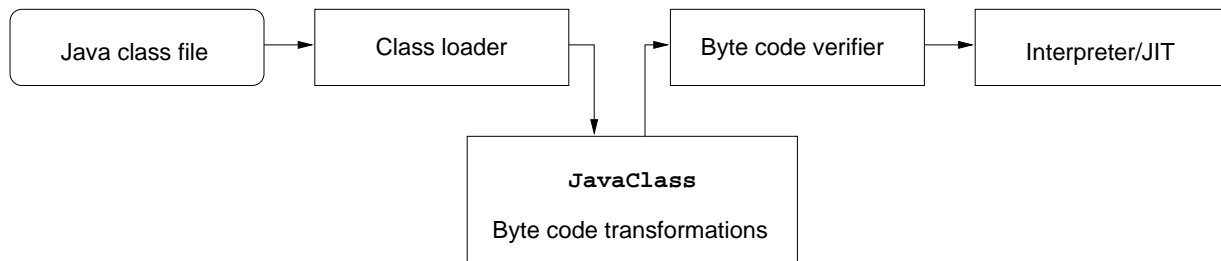 Java class file
Class loader
Byte code verifier
Interpreter/JIT
JavaClass
Byte code transformations